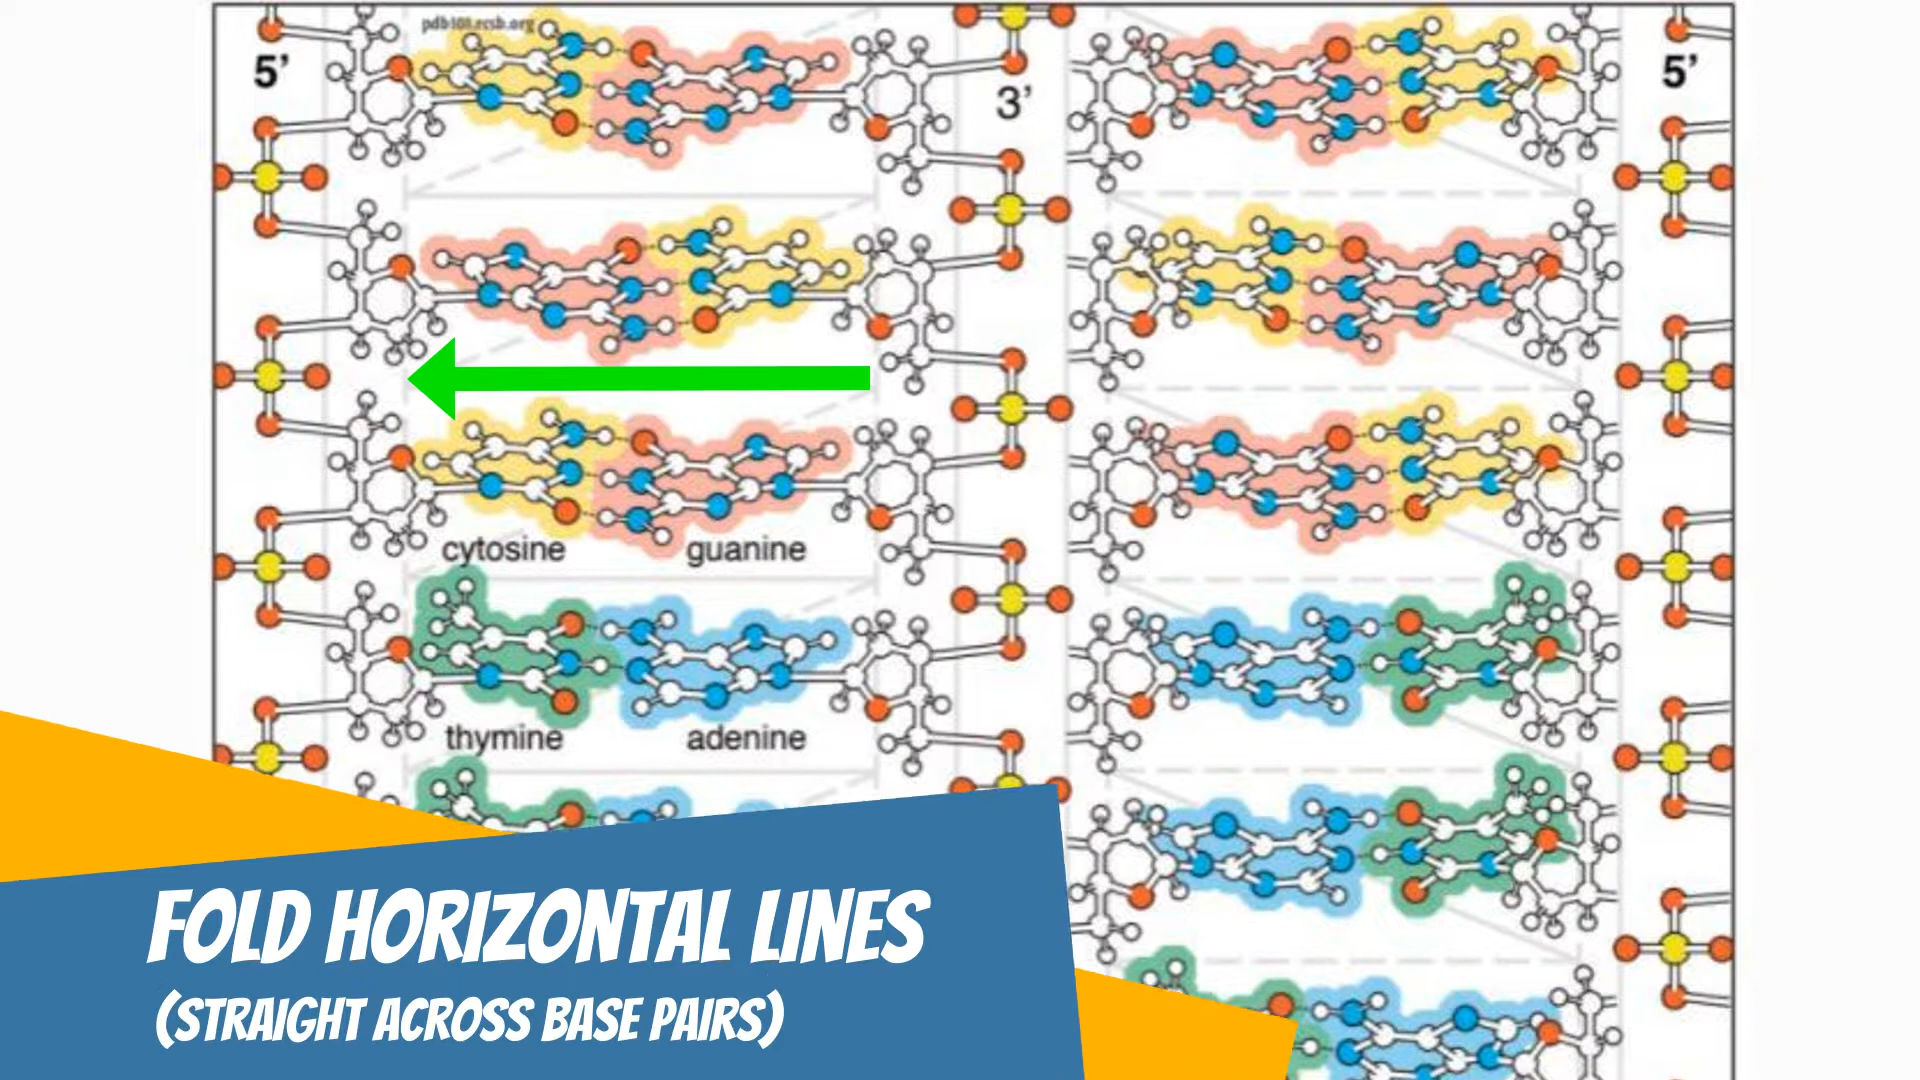 pdb101.rcsb.org
5’
5’
3’
cytosine guanine
thymine adenine
FOLD HORIZONTAL LINES
(STRAIGHT ACROSS BASE PAIRS)